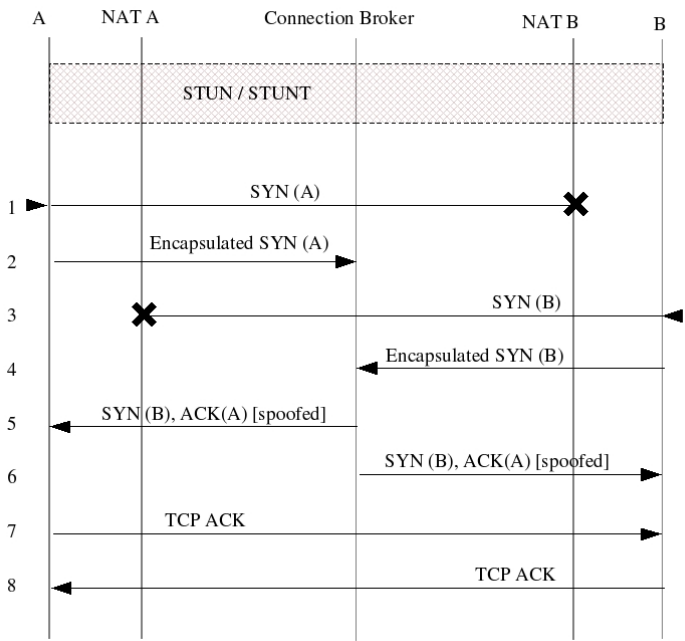 A NAT A Connection Broker NAT B B
STUN / STUNT
1 SYN (A)
2 Encapsulated SYN (A)
3 SYN (B)
4 Encapsulated SYN (B)
5 SYN (B), ACK(A) [spoofed]
6 SYN (B), ACK(A) [spoofed]
7 TCP ACK
8 TCP ACK